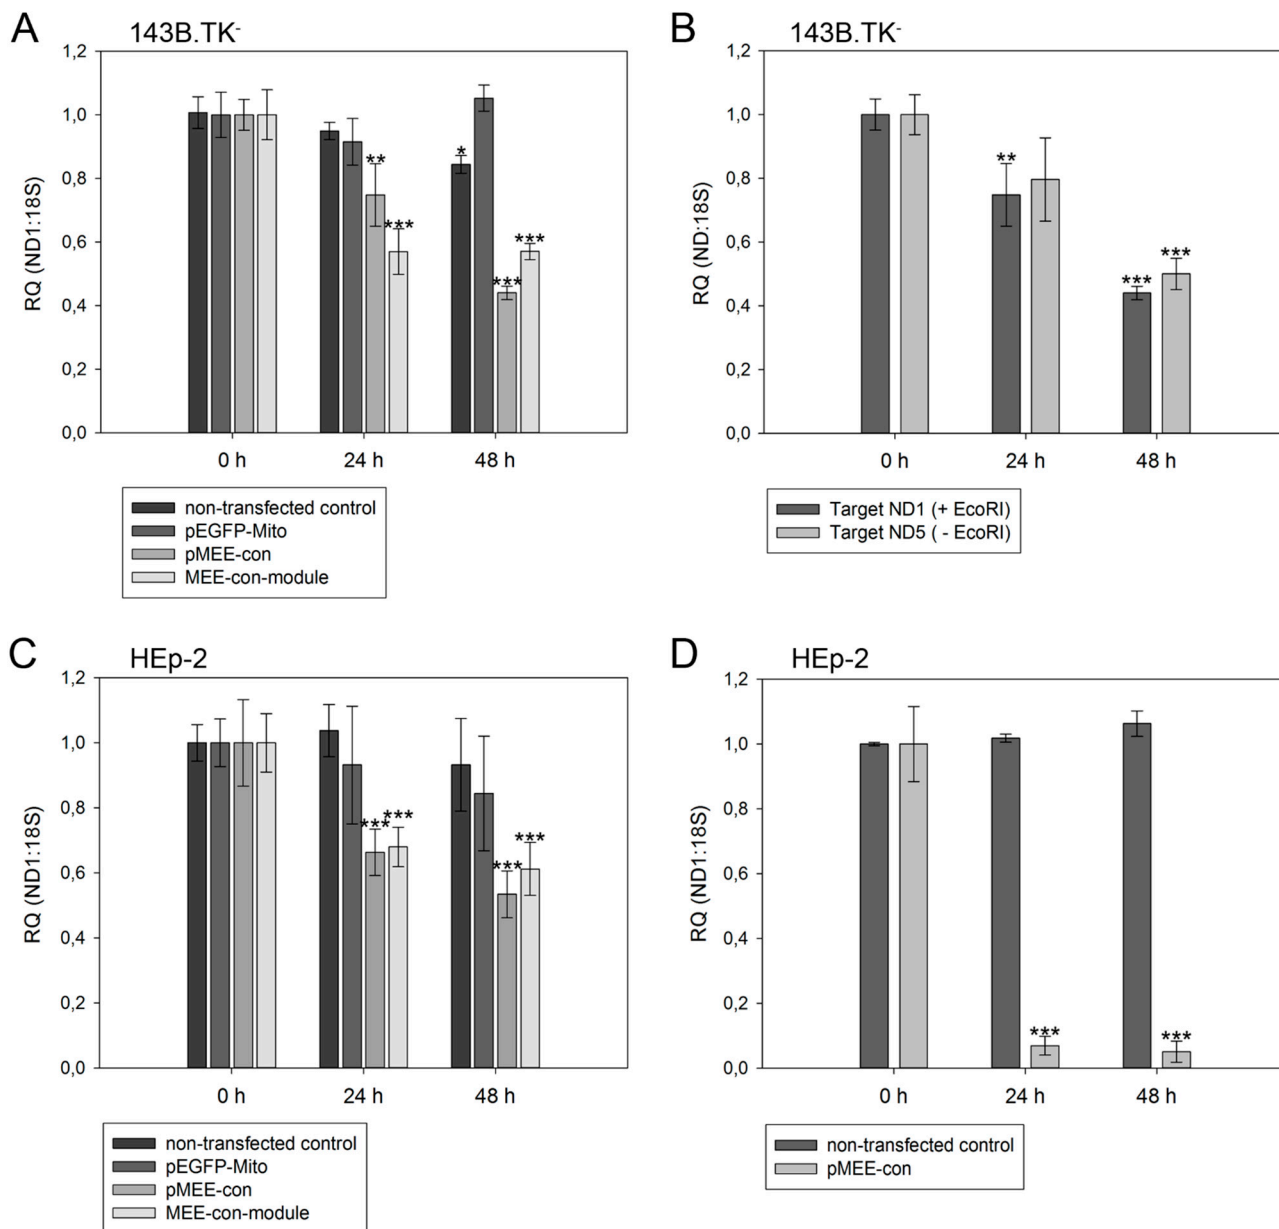 A
143B.TK-
1,2
1,0
0,8
0,6
0,4
0,2
0,0
RQ (ND1:18S)
**
***
*
***
***
0 h 24 h 48 h
non-transfected control
pEGFP-Mito
pMEE-con
MEE-con-module
B
143B.TK-
1,2
1,0
0,8
0,6
0,4
0,2
0,0
RQ (ND:18S)
**
***
***
0 h 24 h 48 h
Target ND1 (+ EcoRI)
Target ND5 ( - EcoRI)
C
HEp-2
1,2
1,0
0,8
0,6
0,4
0,2
0,0
RQ (ND1:18S)
***
***
***
***
0 h 24 h 48 h
non-transfected control
pEGFP-Mito
pMEE-con
MEE-con-module
D
HEp-2
1,2
1,0
0,8
0,6
0,4
0,2
0,0
RQ (ND1:18S)
***
***
0 h 24 h 48 h
non-transfected control
pMEE-con